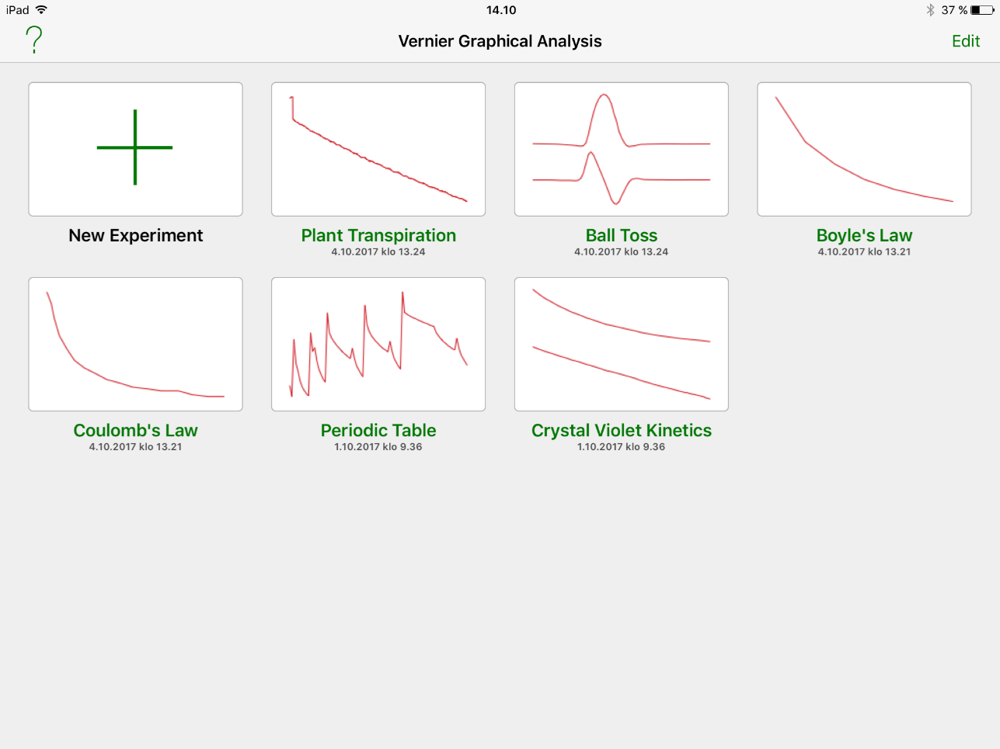 iPad
14.10
37 %
?
Vernier Graphical Analysis
Edit
New Experiment
Plant Transpiration
4.10.2017 klo 13.24
Ball Toss
4.10.2017 klo 13.24
Boyle's Law
4.10.2017 klo 13.21
Coulomb's Law
4.10.2017 klo 13.21
Periodic Table
1.10.2017 klo 9.36
Crystal Violet Kinetics
1.10.2017 klo 9.36